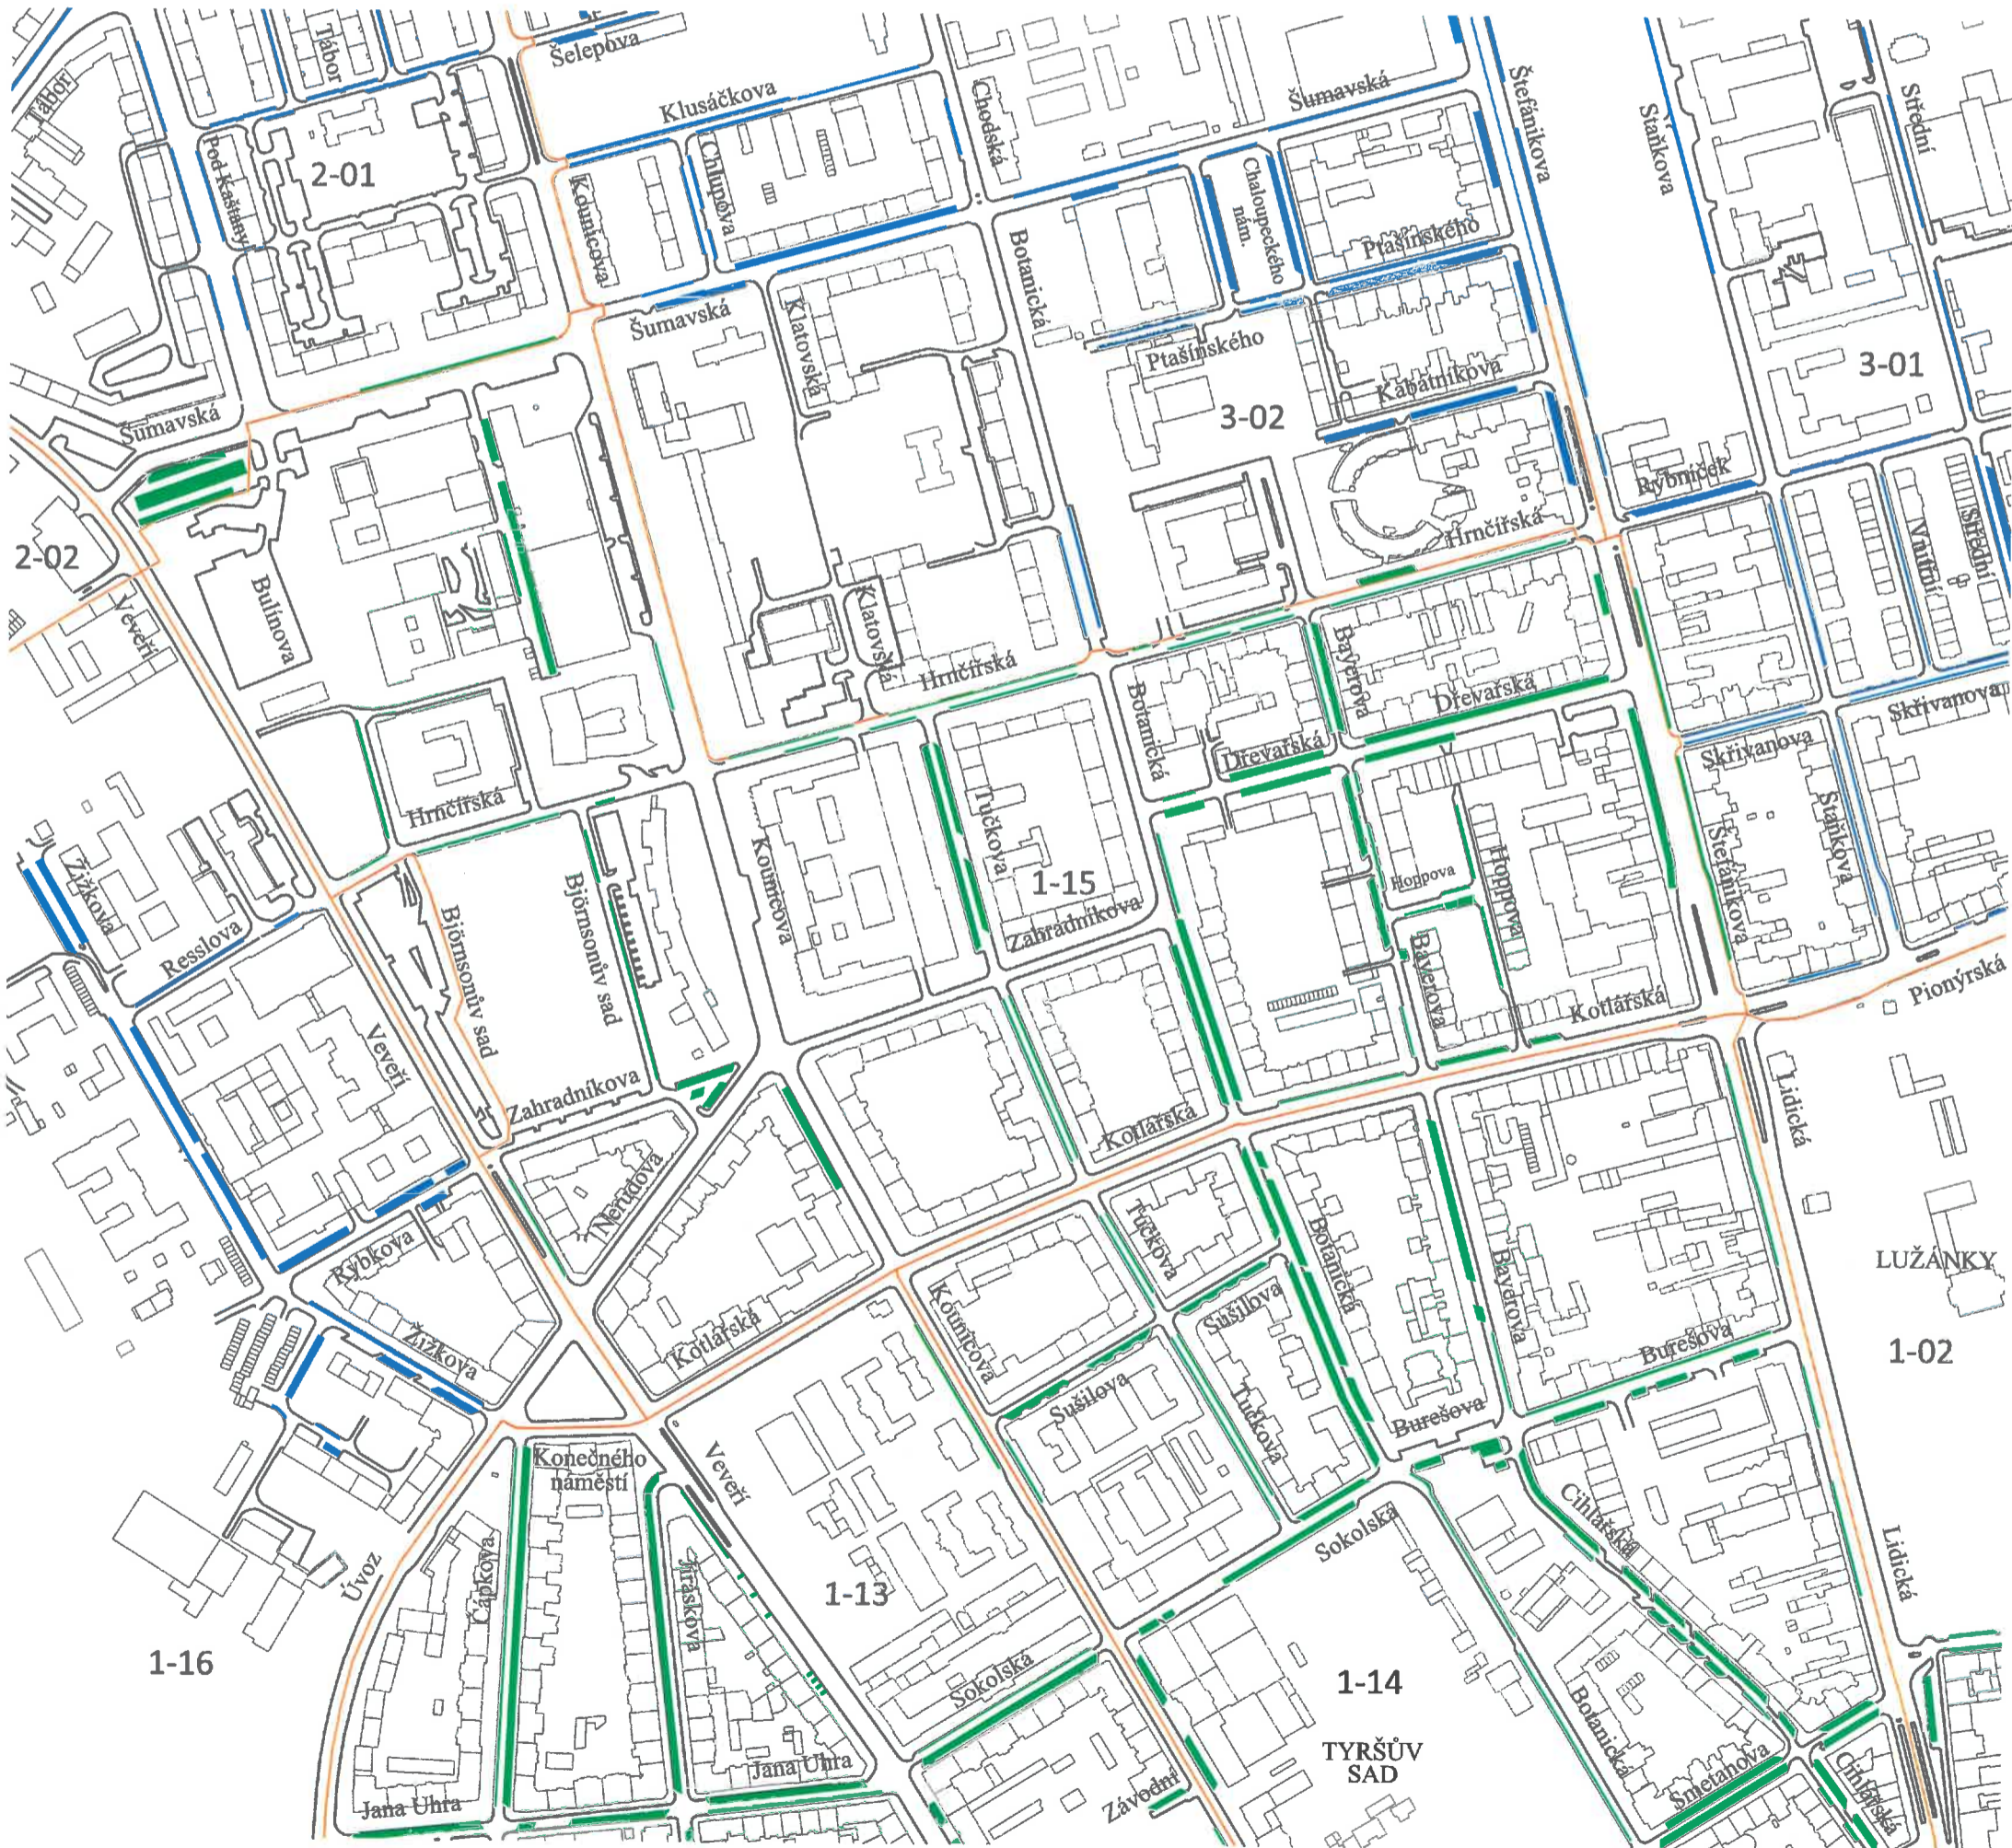 Šelepova
Tábor
Tábor
Klusáčkova
Chodská
Šumavská
Štefánikova
Staňkova
Střední
Pod Kaštany
2-01
Kounicova
Chlupova
Chaloupeckého
nám.
Ptašínského
Botanická
Šumavská
Klatovská
Ptašínského
Kabátníkova
3-01
3-02
Šumavská
Rybníček
Hrnčířská
Vnitřní
Střední
2-02
Veveří
Bulínova
Klatovská
Hrnčířská
Botanická
Bayerova
Dřevařská
Skřivanova
Dřevařská
Skřivanova
Hrnčířská
Tučkova
Staňkova
Štefánikova
Žižkova
Kounicova
Hoppova
Hoppova
1-15
Zahradníkova
Resslova
Björnsonův sad
Björnsonův sad
Bayerova
Pionýrská
Kotlářská
Veveří
Zahradníkova
Kotlářská
Lidická
Nerudova
Rybkova
Tučkova
Botanická
Bayerova
LUŽÁNKY
Kounicova
Sušilova
Žižkova
Kotlářská
Burešova
1-02
Sušilova
Tučkova
Burešova
Konečného
náměstí
Veveří
Sokolská
Cihlářská
Lidická
Úvoz
Čápkova
Jiráskova
1-13
1-16
Sokolská
1-14
Botanická
TYRŠŮV
SAD
Jana Uhra
Jana Uhra
Závodní
Smetanova
Cihlářská